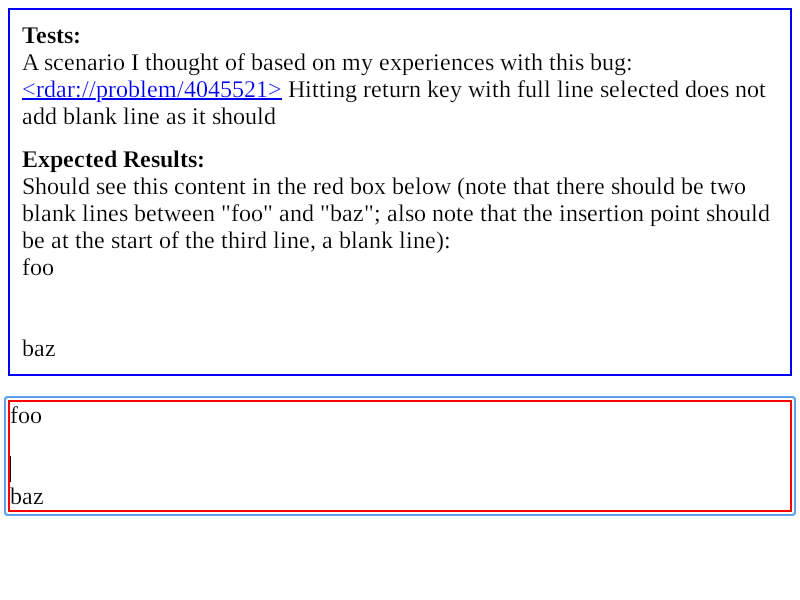 Tests:
A scenario I thought of based on my experiences with this bug:
<rdar://problem/4045521> Hitting return key with full line selected does not
add blank line as it should
Expected Results:
Should see this content in the red box below (note that there should be two
blank lines between "foo" and "baz"; also note that the insertion point should
be at the start of the third line, a blank line):
foo
baz
foo
baz